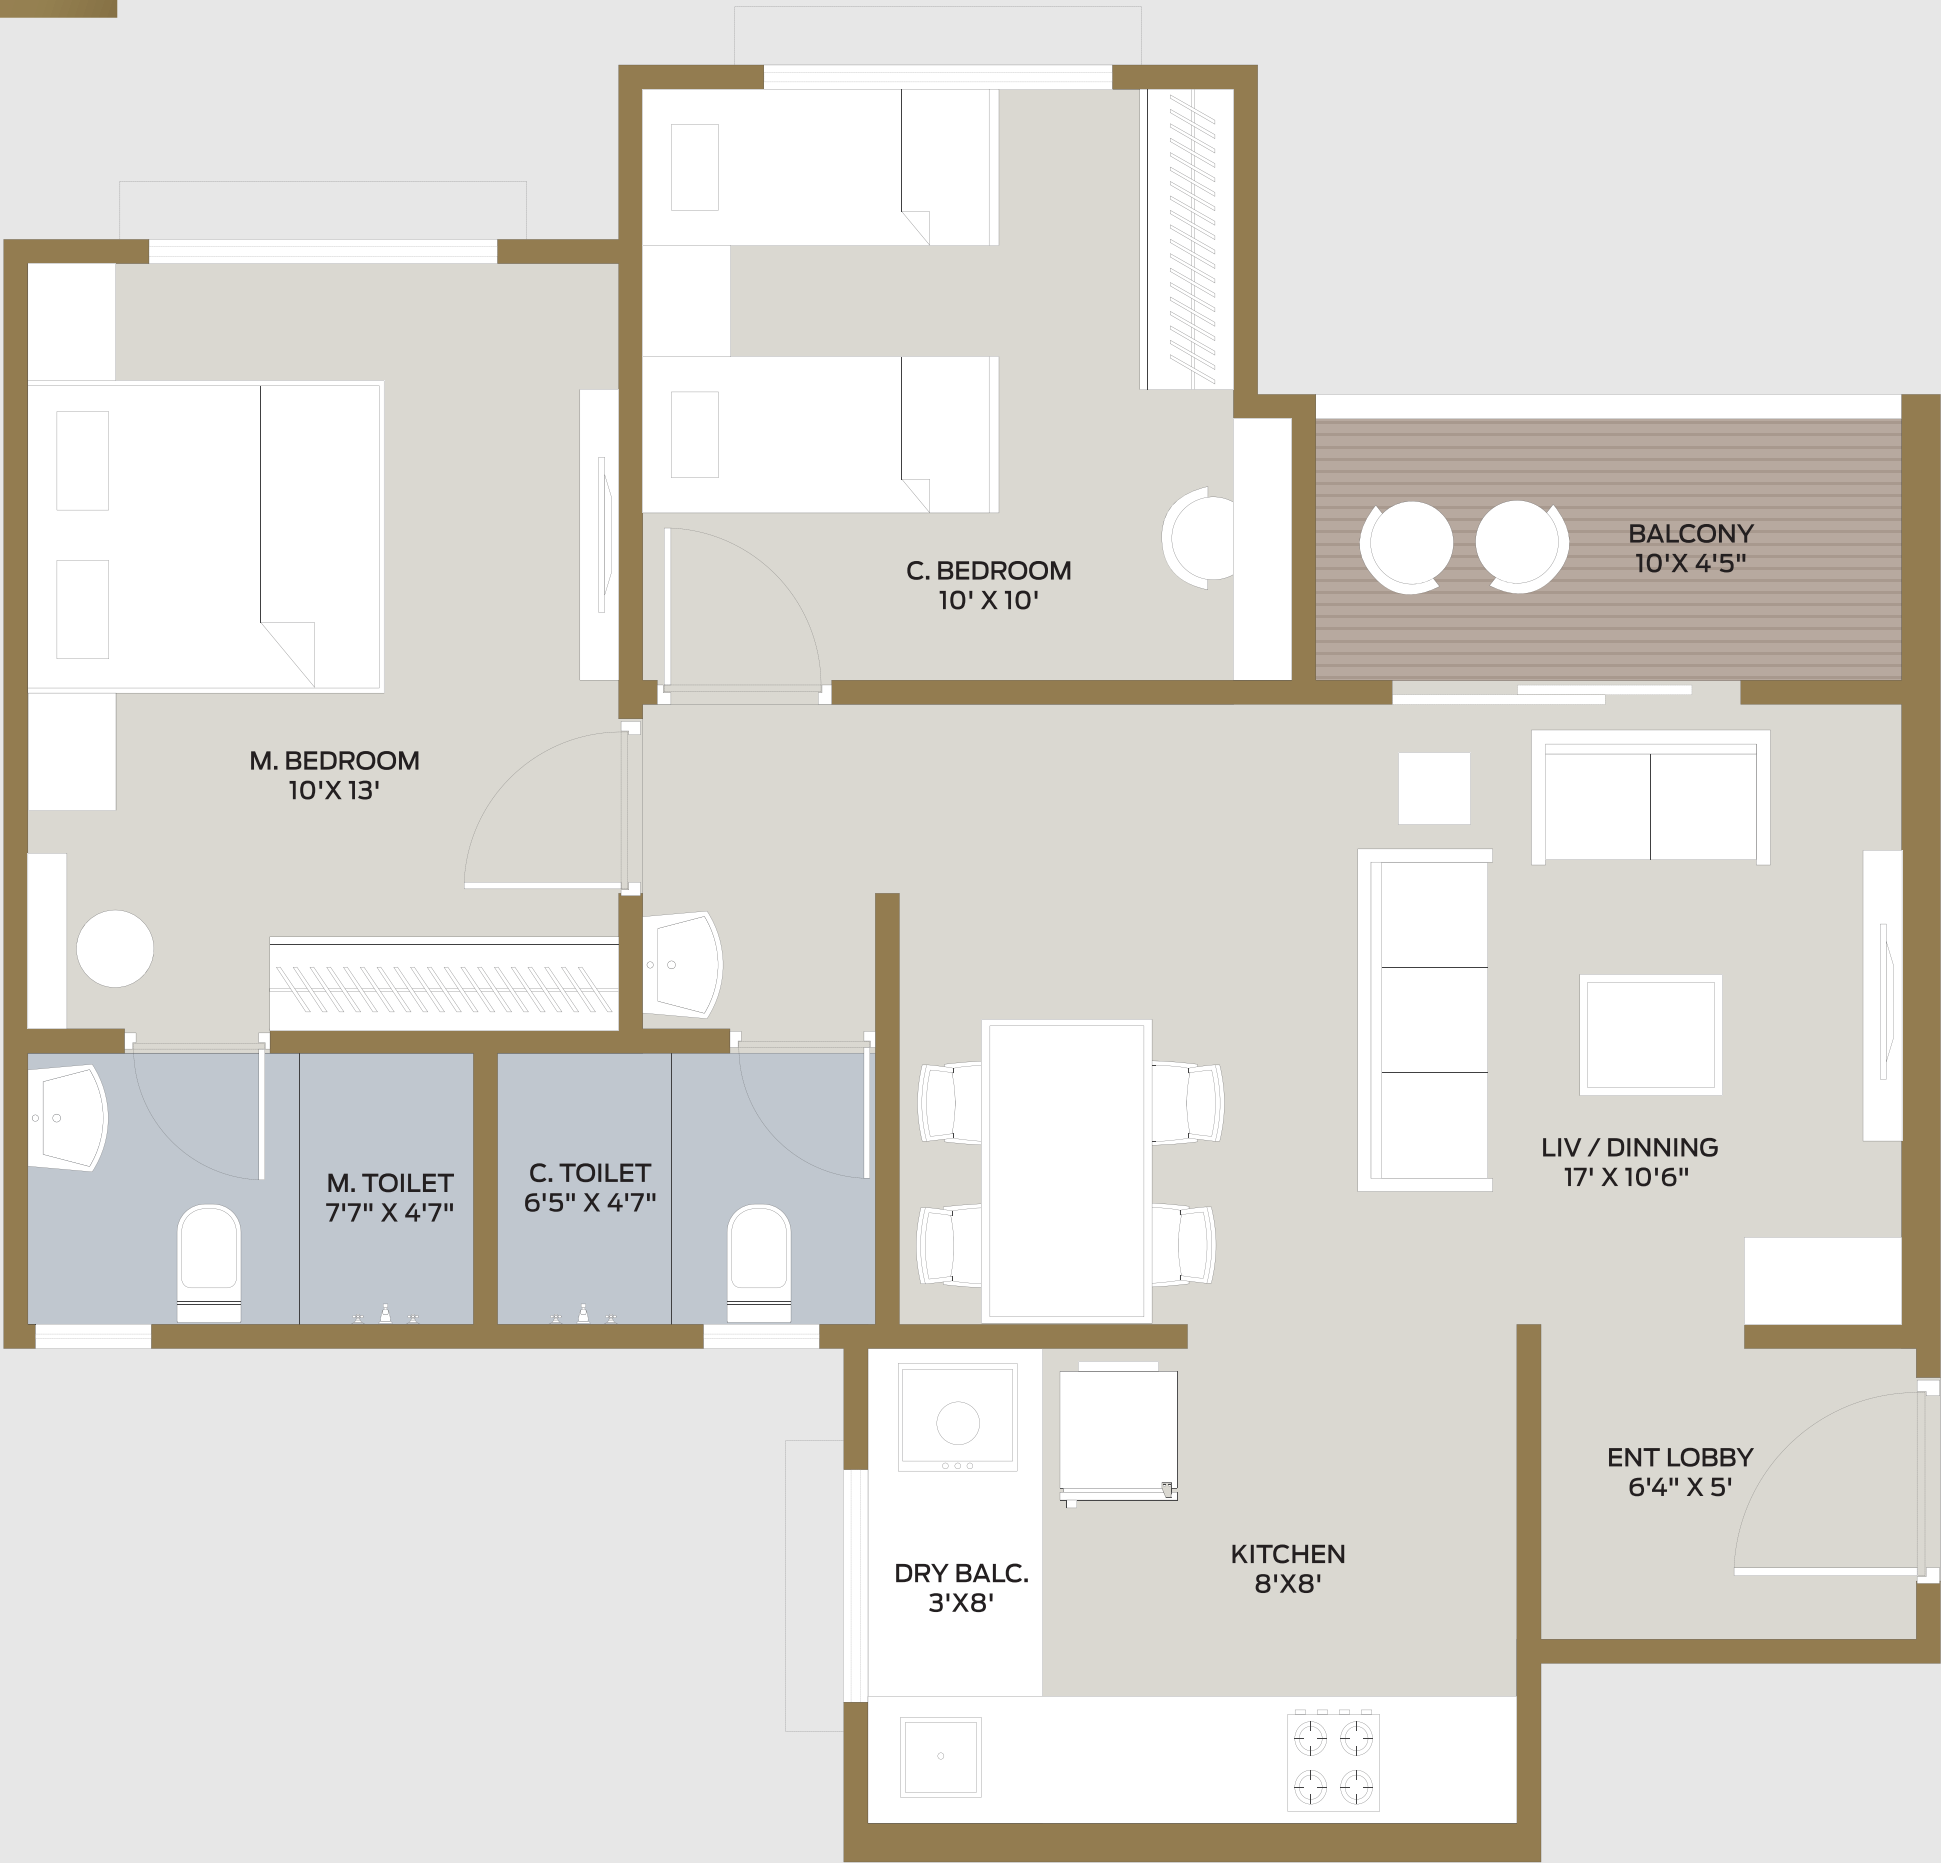 BALCONY
10'X 4'5"
C. BEDROOM
10' X 10'
M. BEDROOM
10'X 13'
LIV / DINNING
17' X 10'6"
M. TOILET
7'7" X 4'7"
C. TOILET
6'5" X 4'7"
ENT LOBBY
6'4" X 5'
KITCHEN
8'X8'
DRY BALC.
3'X8'